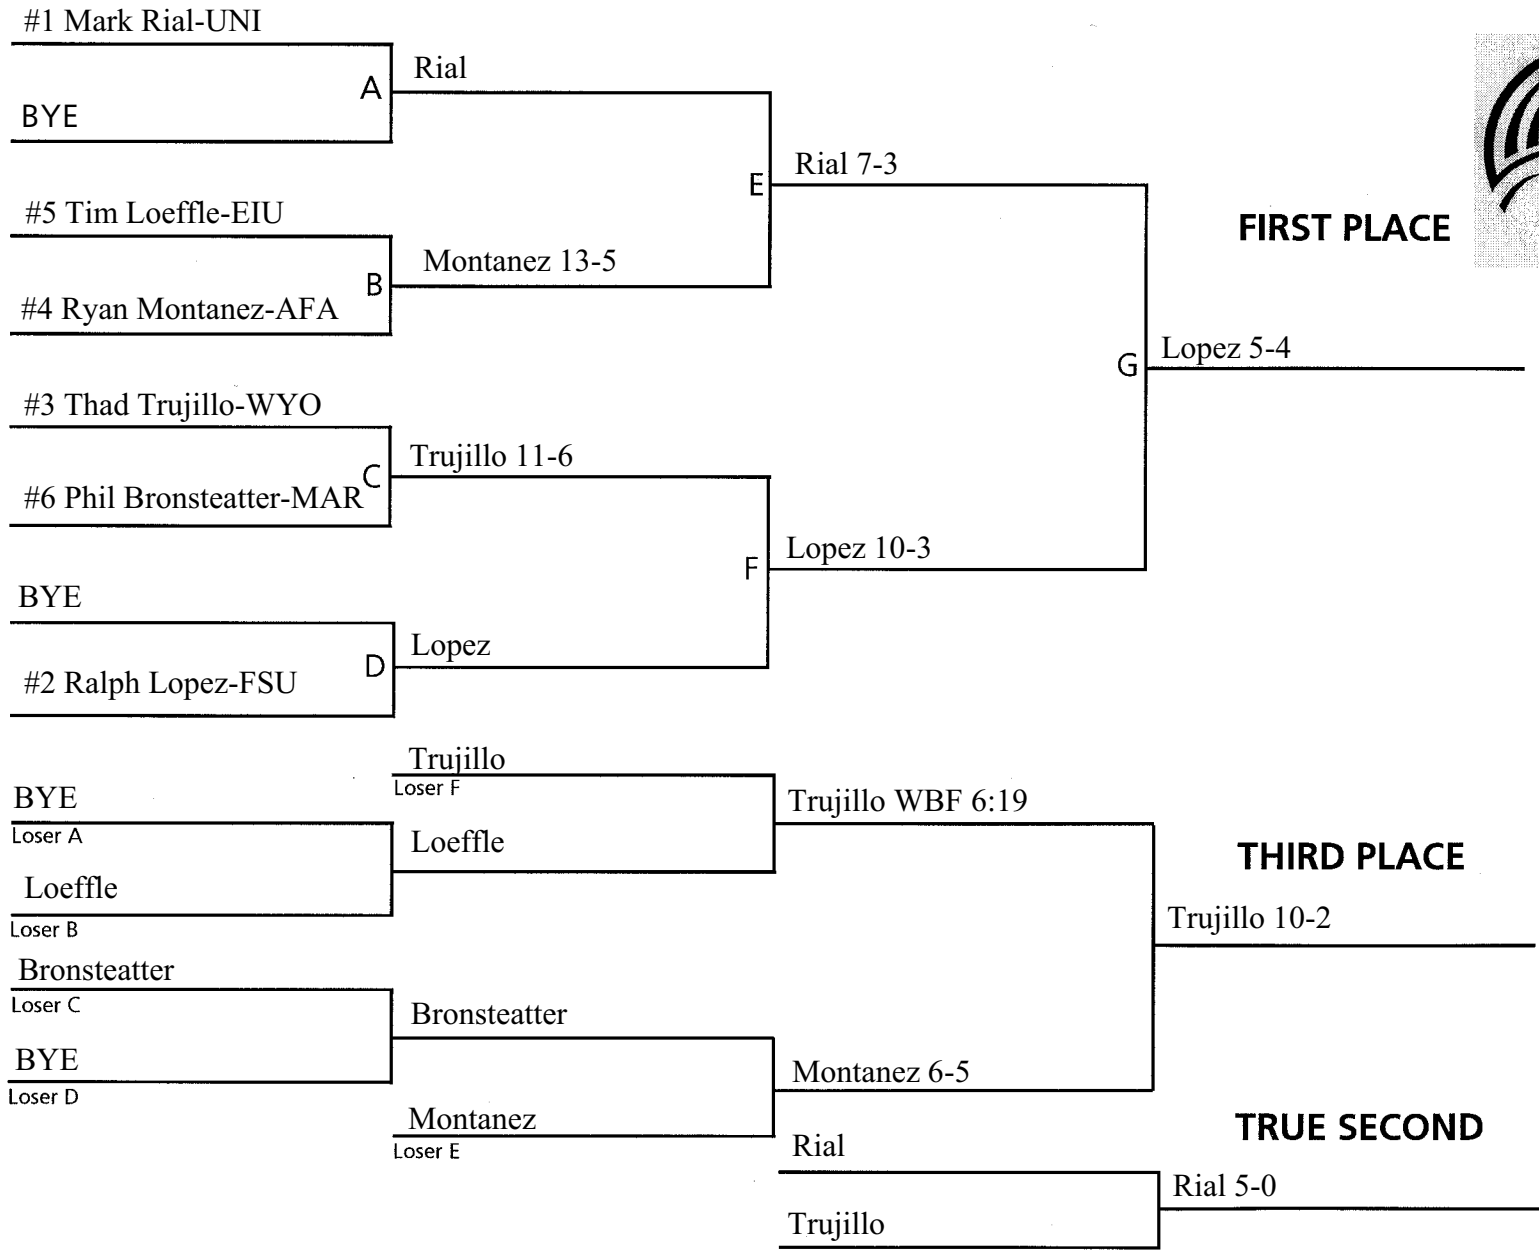 #1 Mark Rial-UNI
Rial
A
BYE
Rial 7-3
E
#5 Tim Loeffle-EIU
FIRST PLACE
Montanez 13-5
B
#4 Ryan Montanez-AFA
Lopez 5-4
G
#3 Thad Trujillo-WYO
Trujillo 11-6
C
#6 Phil Bronsteatter-MAR
Lopez 10-3
F
BYE
Lopez
D
#2 Ralph Lopez-FSU
Trujillo
Loser F
BYE
Trujillo WBF 6:19
Loser A
Loeffle
THIRD PLACE
Loeffle
Trujillo 10-2
Loser B
Bronsteatter
Loser C
Bronsteatter
BYE
Montanez 6-5
Loser D
Montanez
TRUE SECOND
Loser E
Rial
Rial 5-0
Trujillo